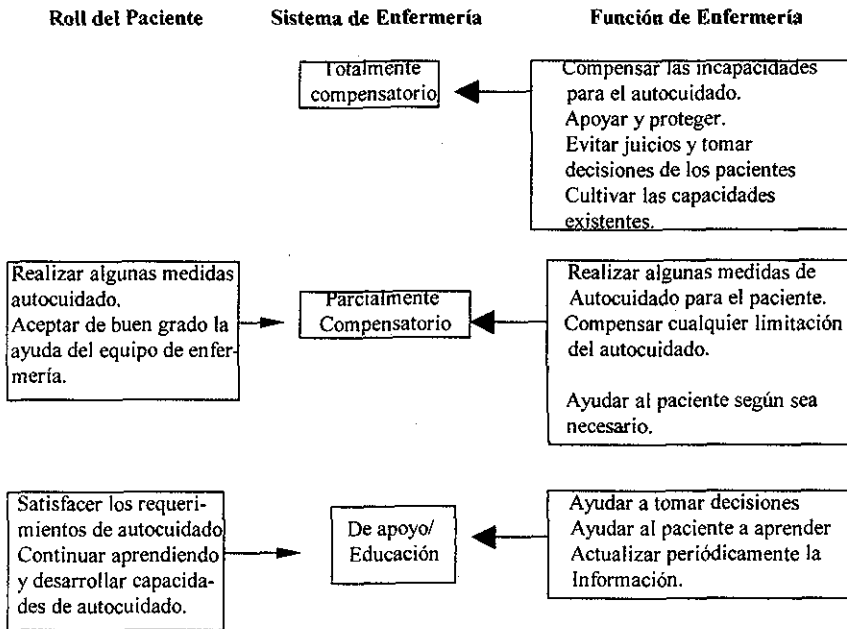 Roll del Paciente
Sistema de Enfermería
Función de Enfermería
Totalmente
compensatorio
Compensar las incapacidades
para el autocuidado.
Apoyar y proteger.
Evitar juicios y tomar
decisiones de los pacientes
Cultivar las capacidades
existentes.
Realizar algunas medidas
autocuidado.
Aceptar de buen grado la
ayuda del equipo de enfer-
mería.
Parcialmente
Compensatorio
Realizar algunas medidas de
Autocuidado para el paciente.
Compensar cualquier limitación
del autocuidado.
Ayudar al paciente según sea
necesario.
Satisfacer los requeri-
mientos de autocuidado
Continuar aprendiendo
y desarrollar capacida-
des de autocuidado.
De apoyo/
Educación
Ayudar a tomar decisiones
Ayudar al paciente a aprender
Actualizar periódicamente la
Información.